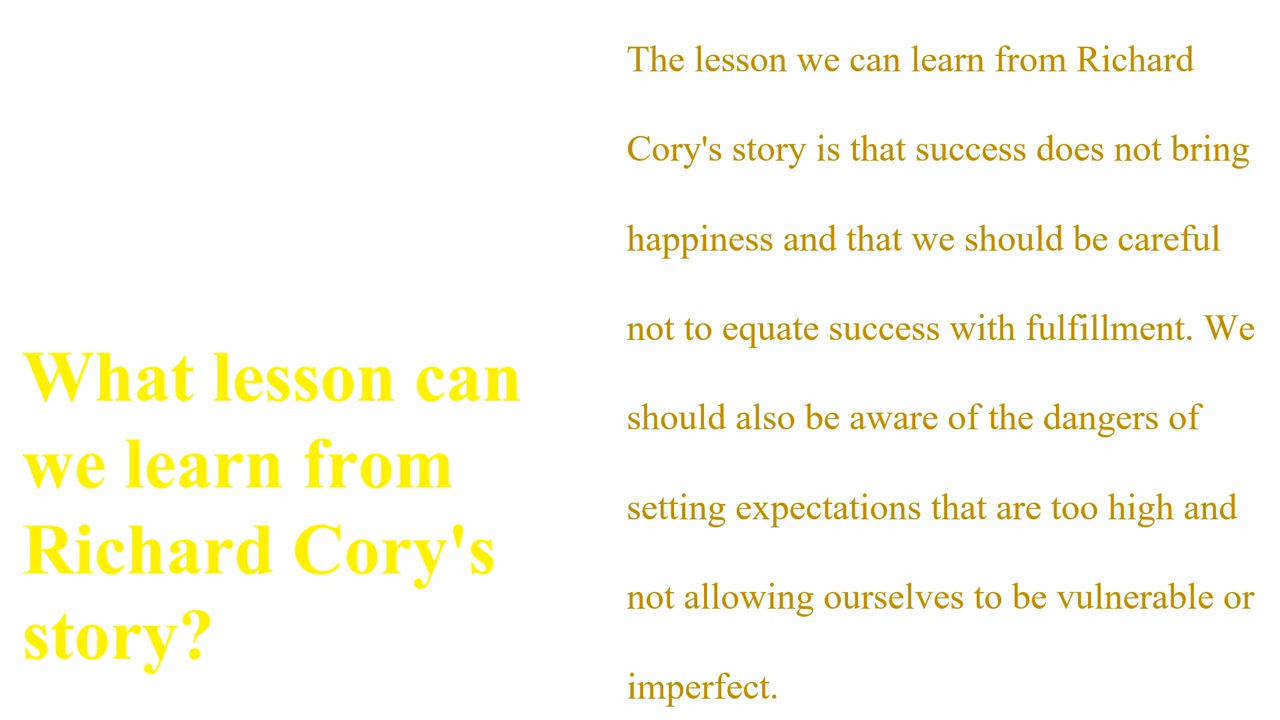 What lesson can
we learn from
Richard Cory's
story?
The lesson we can learn from Richard
Cory's story is that success does not bring
happiness and that we should be careful
not to equate success with fulfillment. We
should also be aware of the dangers of
setting expectations that are too high and
not allowing ourselves to be vulnerable or
imperfect.